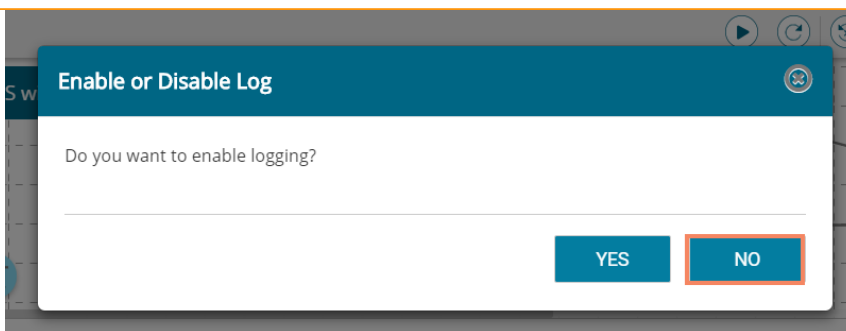 S w
Enable or Disable Log
Do you want to enable logging?
YES
NO